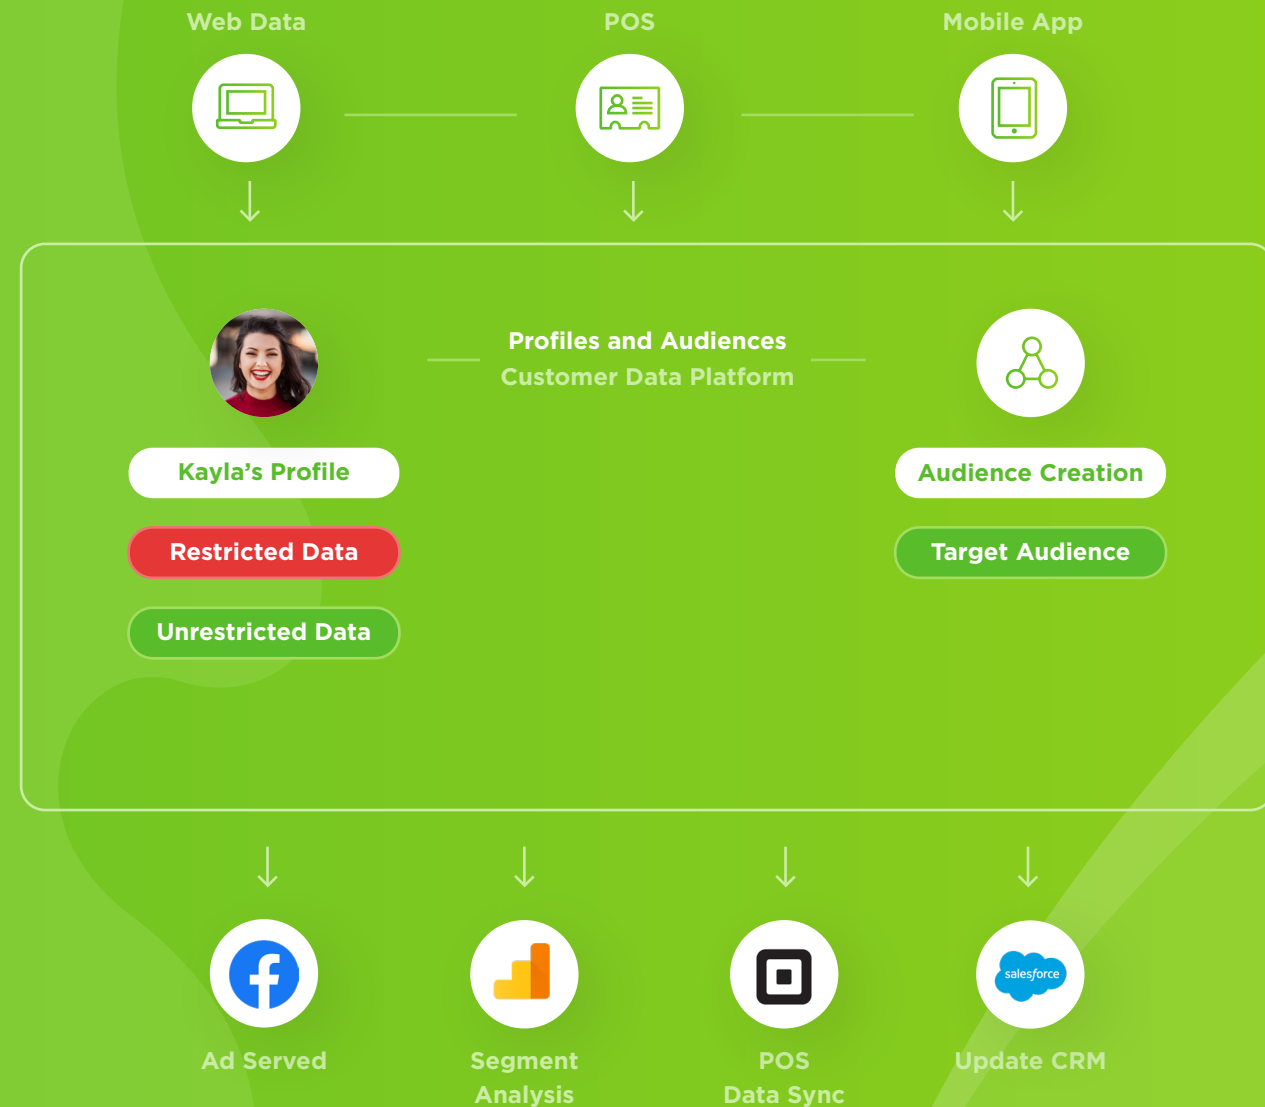 Web Data
POS
Mobile App
Profiles and Audiences
Customer Data Platform
Kayla’s Profile
Audience Creation
Restricted Data
Target Audience
Unrestricted Data
salesforce
Ad Served
Segment
Analysis
POS
Data Sync
Update CRM